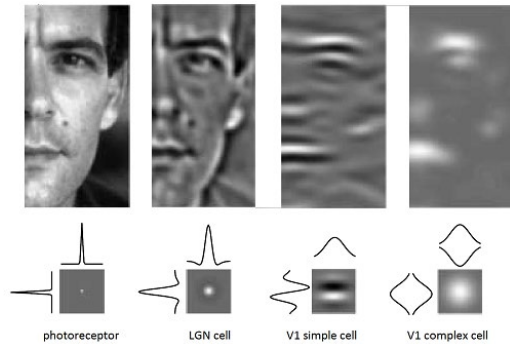 photoreceptor
LGN cell
V1 simple cell
V1 complex cell